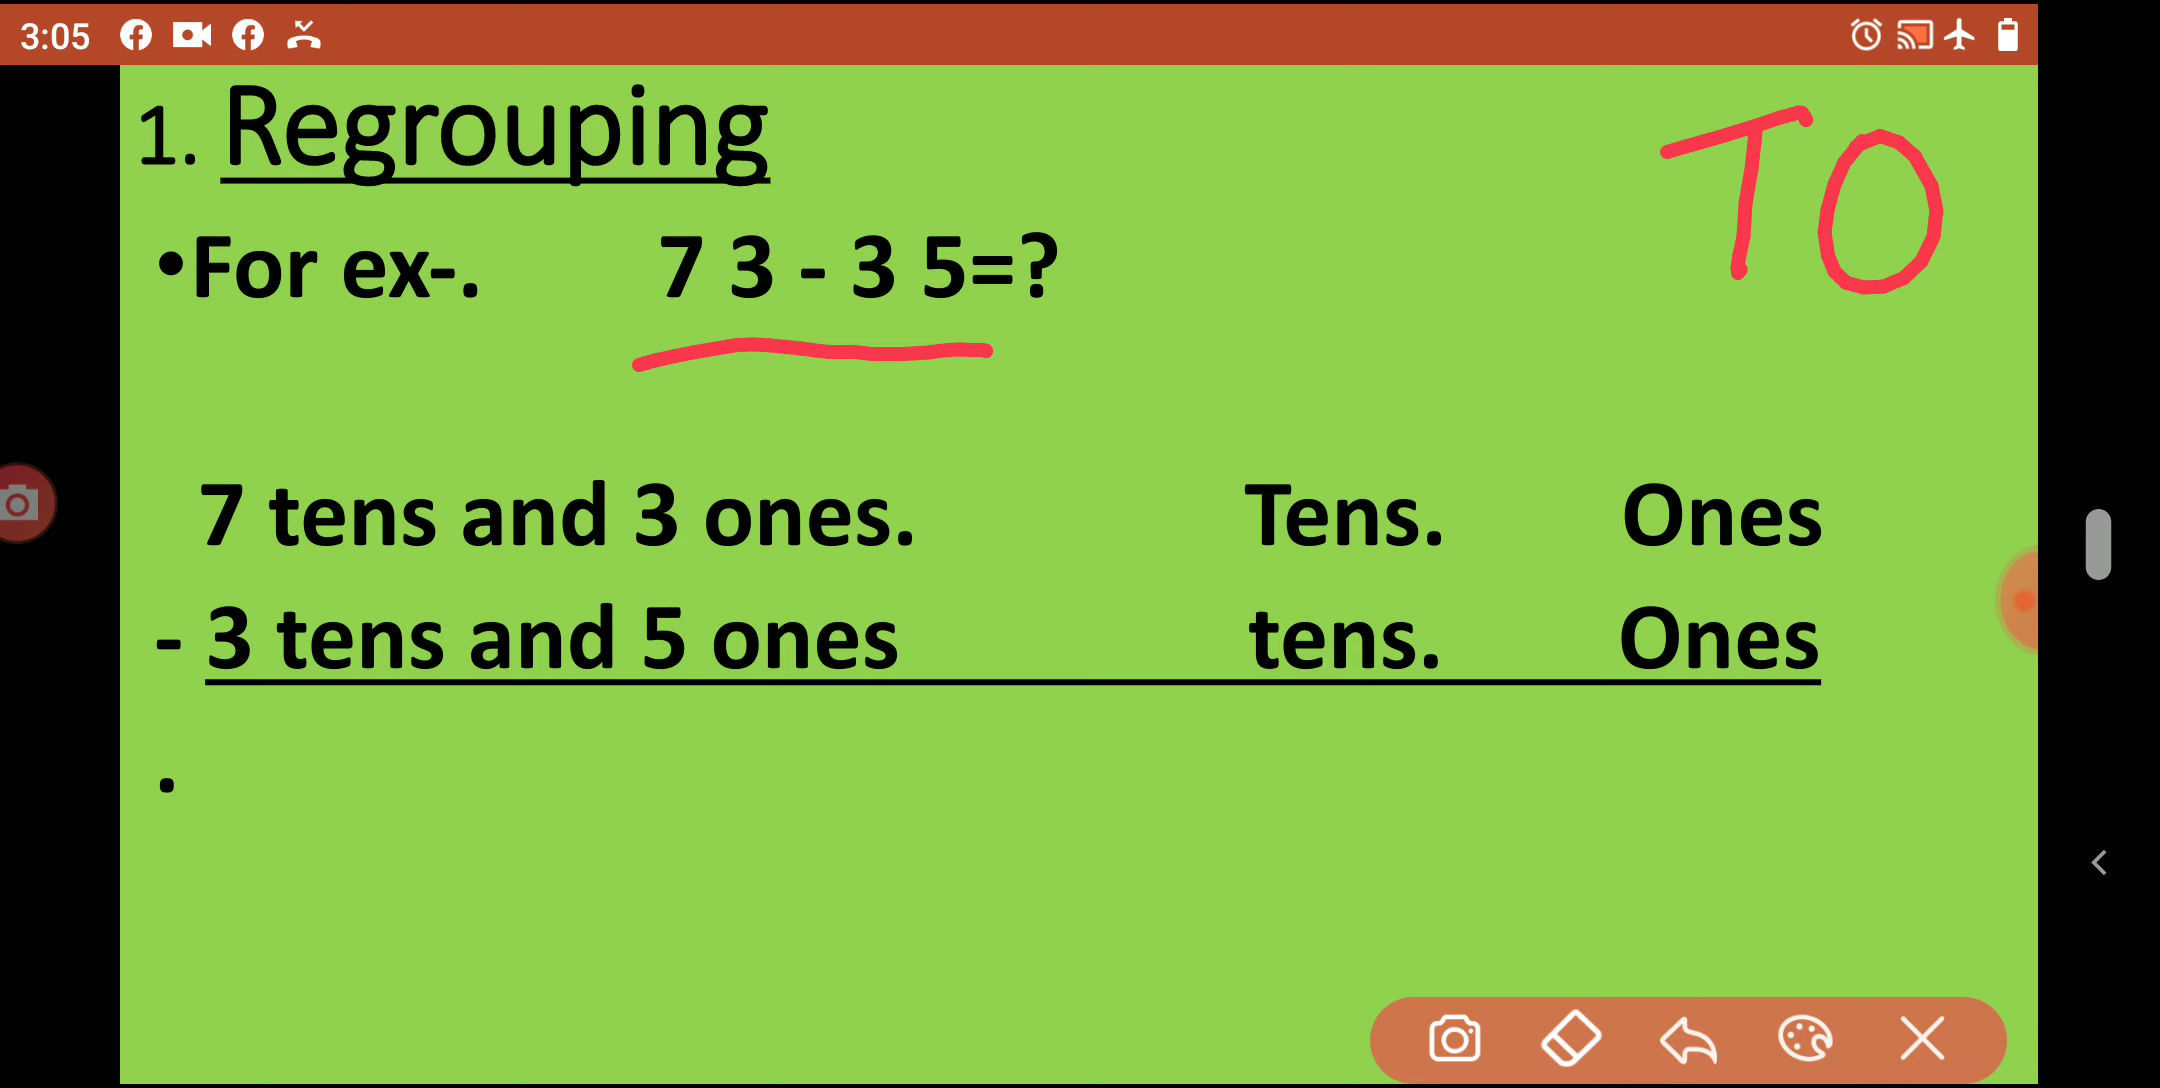 3:05
1. Regrouping
TO
•For ex-. 7 3 - 3 5=?
7 tens and 3 ones. Tens. Ones
- 3 tens and 5 ones tens. Ones
.